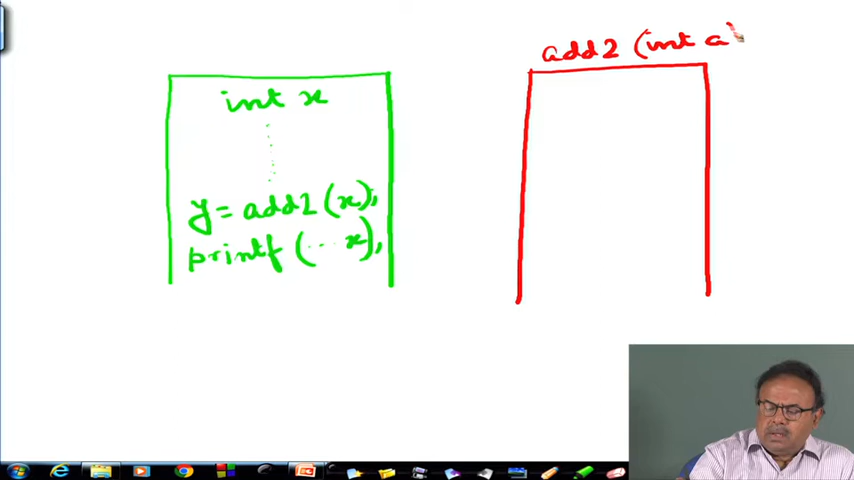 add2 (int a)
int x
y = add2 (x);
printf (... x);